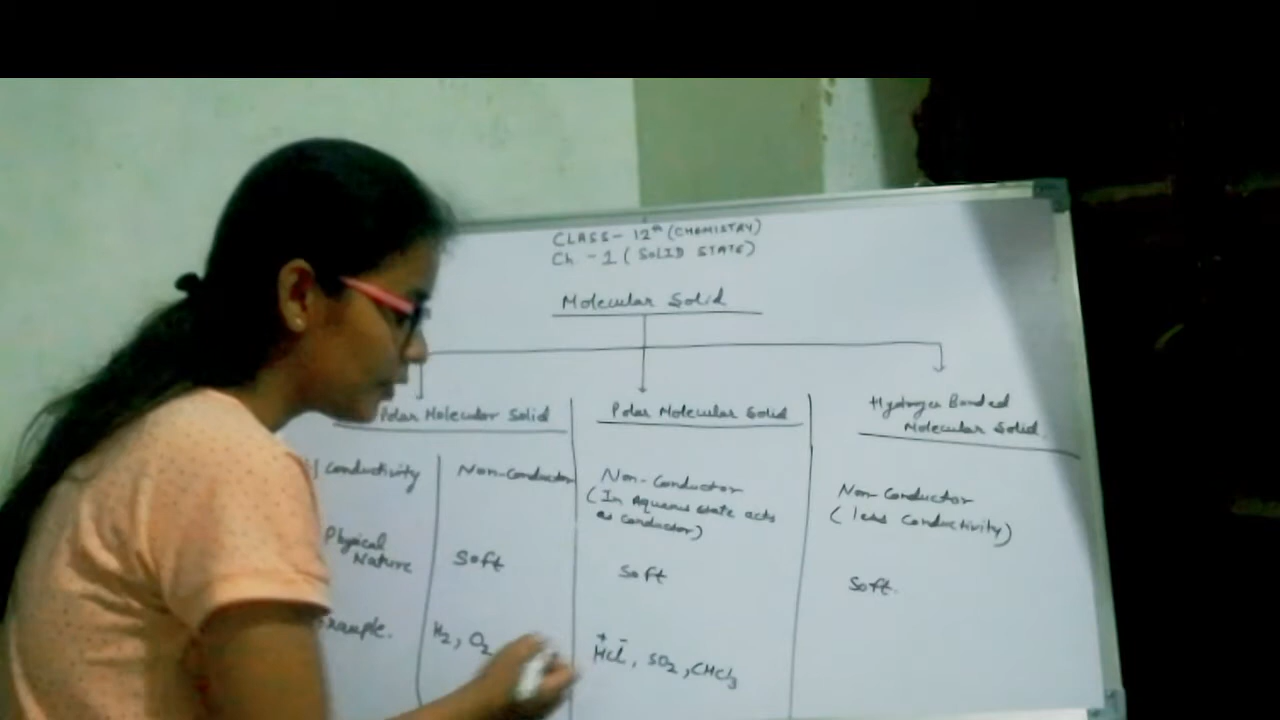 CLASS- 12th (CHEMISTRY)
Ch. - 1 ( SOLID STATE)
Molecular Solid
Polar Molecular Solid
Polar Molecular Solid
Hydrogen Bonded
Molecular Solid.
Conductivity
Non-Conductor
Non-Conductor
(In Aqueous state acts
as conductor)
Non-Conductor
( less Conductivity)
Physical
Nature
Soft
Soft
Soft.
H2, O2
HCl, SO2, CHCl3
+ -